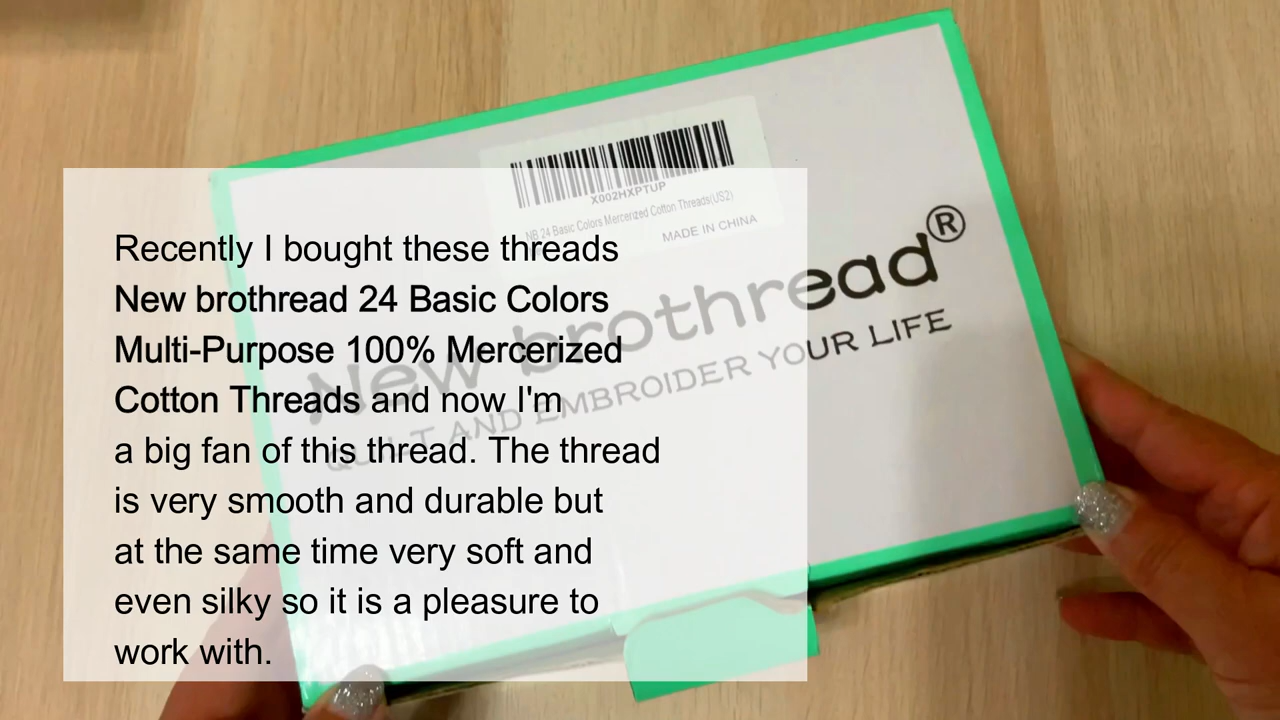 X002HXPTUP
NB 24 Basic Colors Mercerized Cotton Threads(US2)
MADE IN CHINA
New brothread®
QUILT AND EMBROIDER YOUR LIFE
Recently I bought these threads
New brothread 24 Basic Colors
Multi-Purpose 100% Mercerized
Cotton Threads and now I'm
a big fan of this thread. The thread
is very smooth and durable but
at the same time very soft and
even silky so it is a pleasure to
work with.